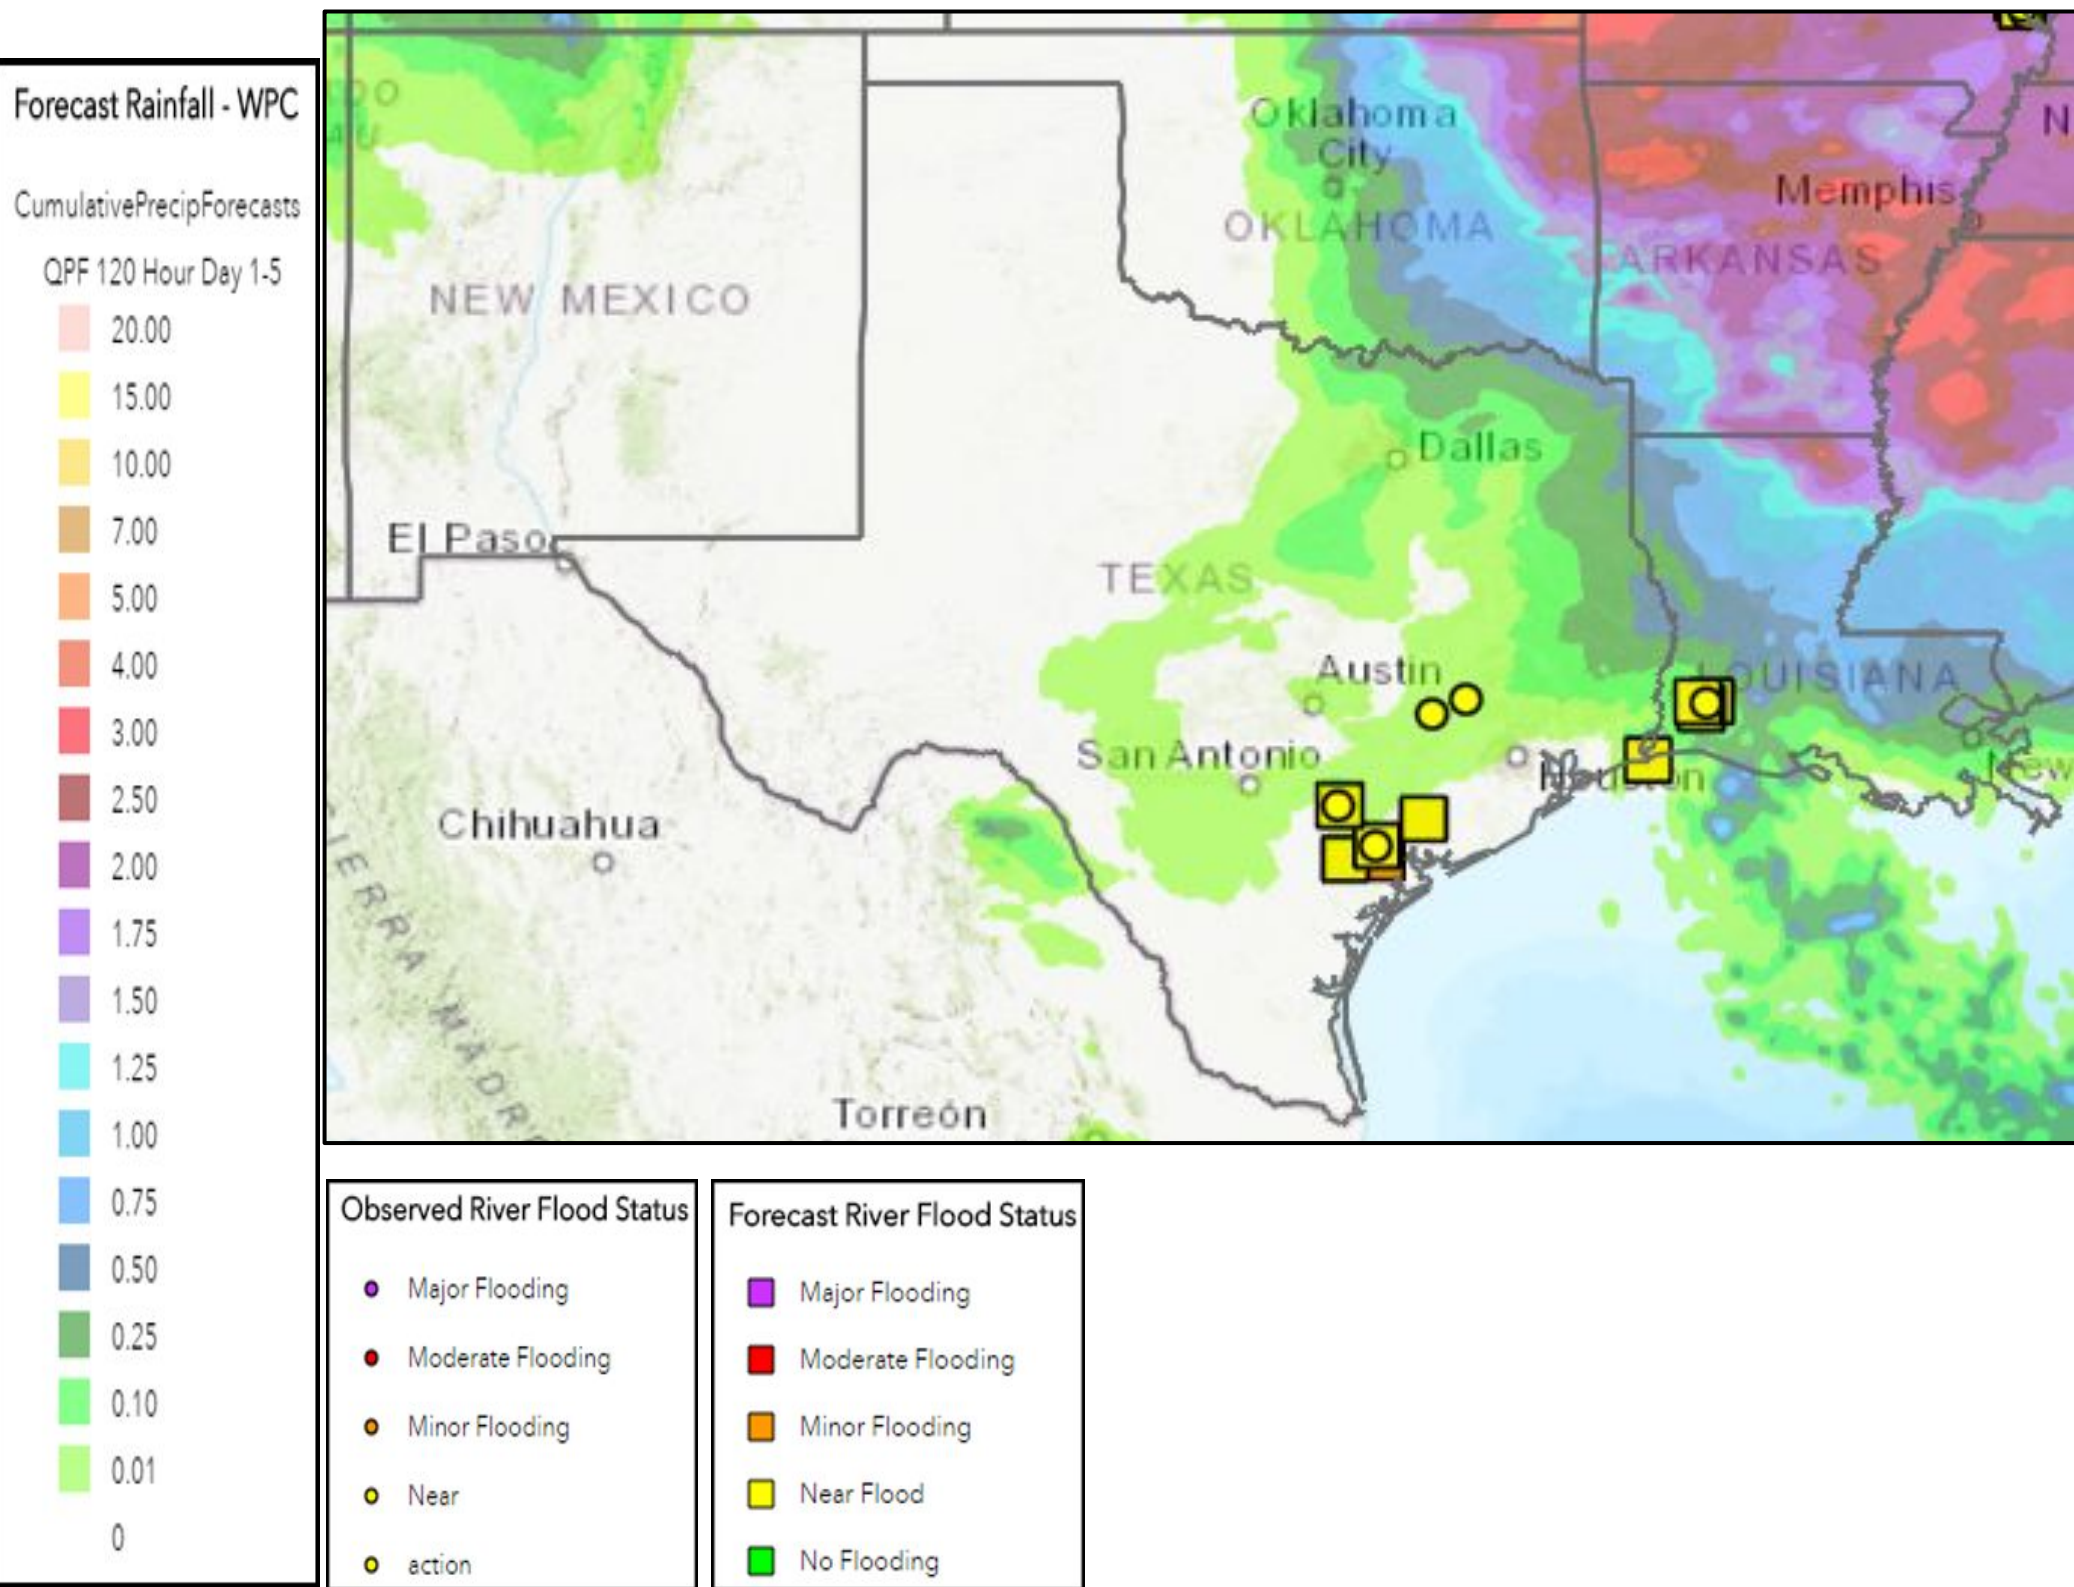 Forecast Rainfall - WPC
CumulativePrecipForecasts
QPF 120 Hour Day 1-5
20.00
15.00
10.00
7.00
5.00
4.00
3.00
2.50
2.00
1.75
1.50
1.25
1.00
0.75
0.50
0.25
0.10
0.01
0
Oklahoma
City
OKLAHOMA
Memphis
N
ARKANSAS
NEW MEXICO
Dallas
El Paso
TEXAS
Austin
LOUISIANA
San Antonio
Houston
New
Chihuahua
SIERRA MADR
Torreón
Observed River Flood Status
Major Flooding
Moderate Flooding
Minor Flooding
Near
action
Forecast River Flood Status
Major Flooding
Moderate Flooding
Minor Flooding
Near Flood
No Flooding